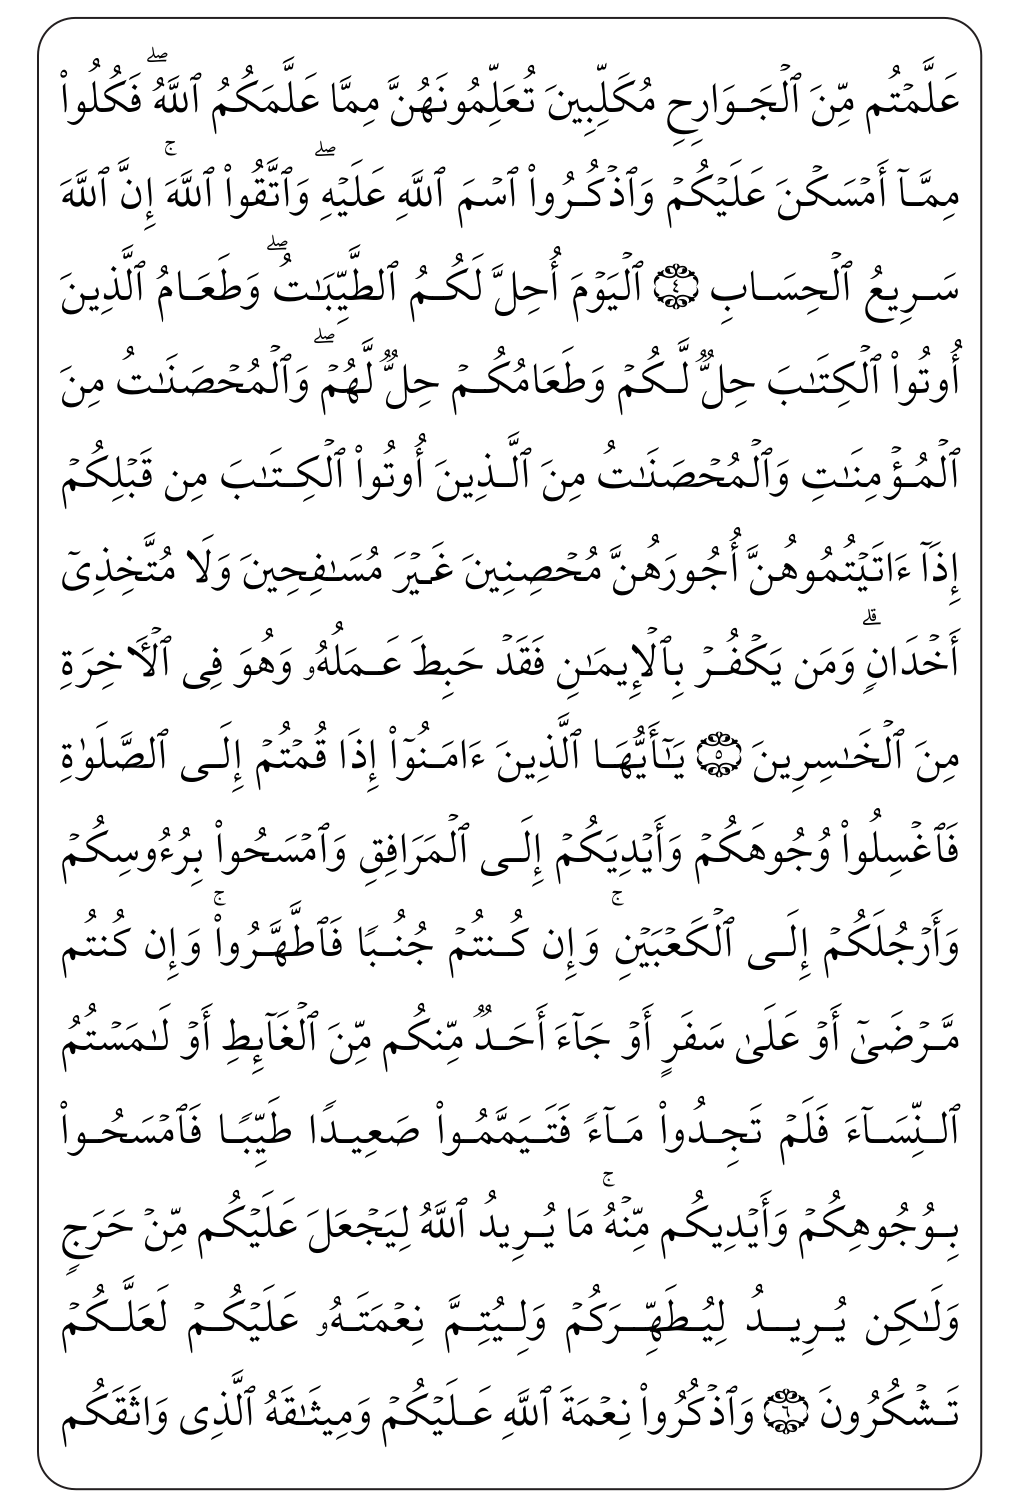 عَلَّمۡتُم مِّنَ ٱلۡجَوَارِحِ مُكَلِّبِينَ تُعَلِّمُونَهُنَّ مِمَّا عَلَّمَكُمُ ٱللَّهُۖ فَكُلُواْ
مِمَّآ أَمۡسَكۡنَ عَلَيۡكُمۡ وَٱذۡكُرُواْ ٱسۡمَ ٱللَّهِ عَلَيۡهِۖ وَٱتَّقُواْ ٱللَّهَۚ إِنَّ ٱللَّهَ
سَرِيعُ ٱلۡحِسَابِ ٤ ٱلۡيَوۡمَ أُحِلَّ لَكُمُ ٱلطَّيِّبَٰتُۖ وَطَعَامُ ٱلَّذِينَ
أُوتُواْ ٱلۡكِتَٰبَ حِلّٞ لَّكُمۡ وَطَعَامُكُمۡ حِلّٞ لَّهُمۡۖ وَٱلۡمُحۡصَنَٰتُ مِنَ
ٱلۡمُؤۡمِنَٰتِ وَٱلۡمُحۡصَنَٰتُ مِنَ ٱلَّذِينَ أُوتُواْ ٱلۡكِتَٰبَ مِن قَبۡلِكُمۡ
إِذَآ ءَاتَيۡتُمُوهُنَّ أُجُورَهُنَّ مُحۡصِنِينَ غَيۡرَ مُسَٰفِحِينَ وَلَا مُتَّخِذِيٓ
أَخۡدَانٖۗ وَمَن يَكۡفُرۡ بِٱلۡإِيمَٰنِ فَقَدۡ حَبِطَ عَمَلُهُۥ وَهُوَ فِي ٱلۡأٓخِرَةِ
مِنَ ٱلۡخَٰسِرِينَ ٥ يَٰٓأَيُّهَا ٱلَّذِينَ ءَامَنُوٓاْ إِذَا قُمۡتُمۡ إِلَى ٱلصَّلَوٰةِ
فَٱغۡسِلُواْ وُجُوهَكُمۡ وَأَيۡدِيَكُمۡ إِلَى ٱلۡمَرَافِقِ وَٱمۡسَحُواْ بِرُءُوسِكُمۡ
وَأَرۡجُلَكُمۡ إِلَى ٱلۡكَعۡبَيۡنِۚ وَإِن كُنتُمۡ جُنُبٗا فَٱطَّهَّرُواْۚ وَإِن كُنتُم
مَّرۡضَىٰٓ أَوۡ عَلَىٰ سَفَرٍ أَوۡ جَآءَ أَحَدٞ مِّنكُم مِّنَ ٱلۡغَآئِطِ أَوۡ لَٰمَسۡتُمُ
ٱلنِّسَآءَ فَلَمۡ تَجِدُواْ مَآءٗ فَتَيَمَّمُواْ صَعِيدٗا طَيِّبٗا فَٱمۡسَحُواْ
بِوُجُوهِكُمۡ وَأَيۡدِيكُم مِّنۡهُۚ مَا يُرِيدُ ٱللَّهُ لِيَجۡعَلَ عَلَيۡكُم مِّنۡ حَرَجٖ
وَلَٰكِن يُرِيدُ لِيُطَهِّرَكُمۡ وَلِيُتِمَّ نِعۡمَتَهُۥ عَلَيۡكُمۡ لَعَلَّكُمۡ
تَشۡكُرُونَ ٦ وَٱذۡكُرُواْ نِعۡمَةَ ٱللَّهِ عَلَيۡكُمۡ وَمِيثَٰقَهُ ٱلَّذِي وَاثَقَكُم